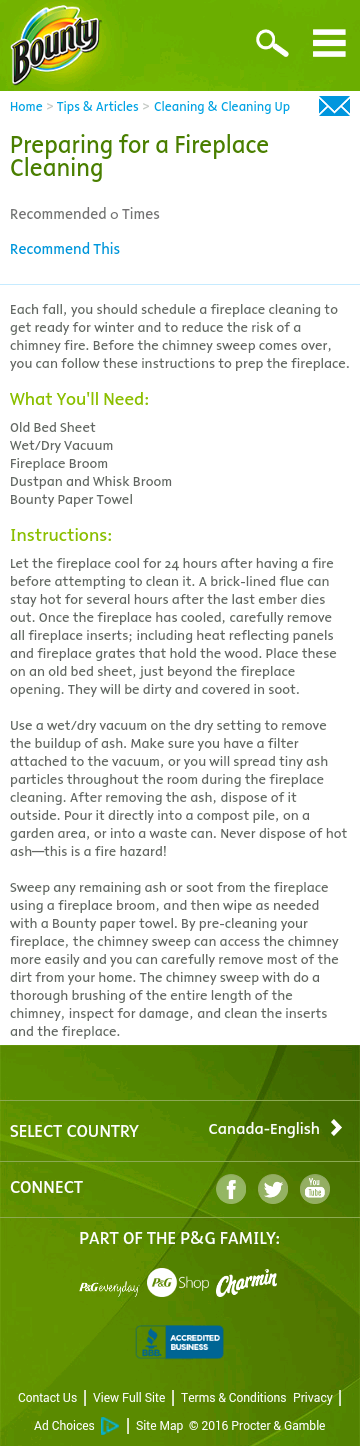 Bounty
Home > Tips & Articles > Cleaning & Cleaning Up
Preparing for a Fireplace
Cleaning
Recommended 0 Times
Recommend This
Each fall, you should schedule a fireplace cleaning to
get ready for winter and to reduce the risk of a
chimney fire. Before the chimney sweep comes over,
you can follow these instructions to prep the fireplace.
What You'll Need:
Old Bed Sheet
Wet/Dry Vacuum
Fireplace Broom
Dustpan and Whisk Broom
Bounty Paper Towel
Instructions:
Let the fireplace cool for 24 hours after having a fire
before attempting to clean it. A brick-lined flue can
stay hot for several hours after the last ember dies
out. Once the fireplace has cooled, carefully remove
all fireplace inserts; including heat reflecting panels
and fireplace grates that hold the wood. Place these
on an old bed sheet, just beyond the fireplace
opening. They will be dirty and covered in soot.
Use a wet/dry vacuum on the dry setting to remove
the buildup of ash. Make sure you have a filter
attached to the vacuum, or you will spread tiny ash
particles throughout the room during the fireplace
cleaning. After removing the ash, dispose of it
outside. Pour it directly into a compost pile, on a
garden area, or into a waste can. Never dispose of hot
ash—this is a fire hazard!
Sweep any remaining ash or soot from the fireplace
using a fireplace broom, and then wipe as needed
with a Bounty paper towel. By pre-cleaning your
fireplace, the chimney sweep can access the chimney
more easily and you can carefully remove most of the
dirt from your home. The chimney sweep with do a
thorough brushing of the entire length of the
chimney, inspect for damage, and clean the inserts
and the fireplace.
SELECT COUNTRY Canada-English
CONNECT You Tube
PART OF THE P&G FAMILY:
P&G everyday P&G Shop Charmin
BBB. ACCREDITED BUSINESS
Contact Us | View Full Site | Terms & Conditions Privacy |
Ad Choices | Site Map © 2016 Procter & Gamble